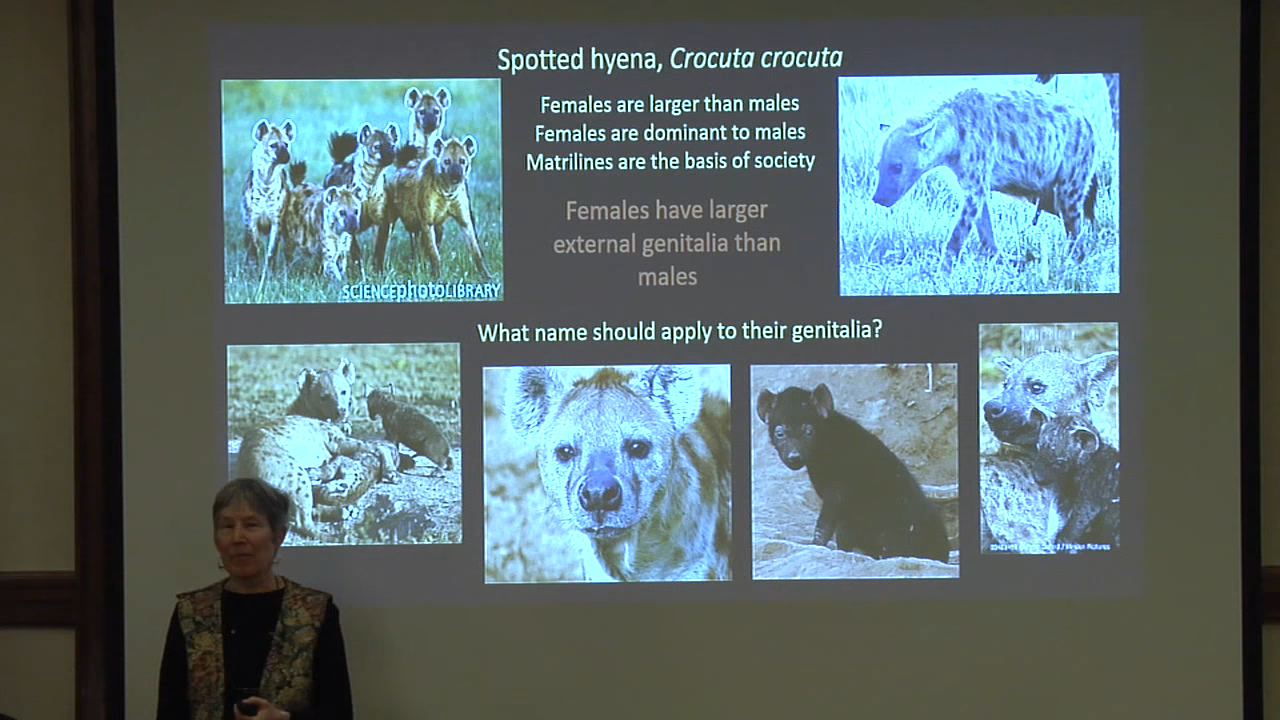 Spotted hyena, Crocuta crocuta
Females are larger than males
Females are dominant to males
Matrilines are the basis of society
Females have larger
external genitalia than
males
SCIENCEPHOTOLIBRARY
What name should apply to their genitalia?
Minden